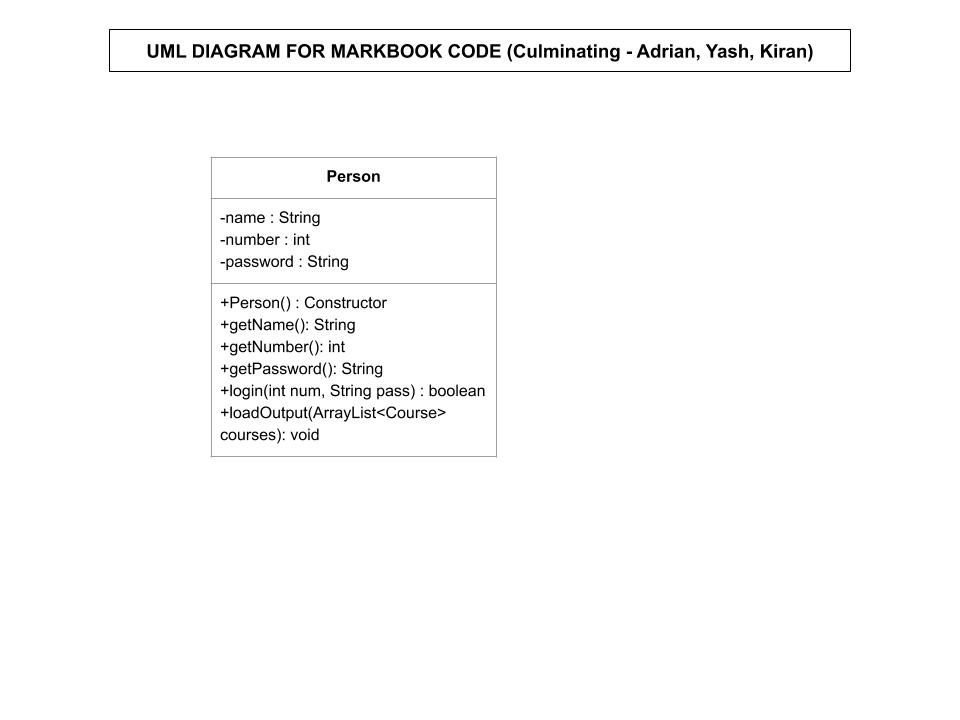 UML DIAGRAM FOR MARKBOOK CODE (Culminating - Adrian, Yash, Kiran)
Person
-name : String
-number : int
-password : String
+Person() : Constructor
+getName(): String
+getNumber(): int
+getPassword(): String
+login(int num, String pass) : boolean
+loadOutput(ArrayList<Course>
courses): void